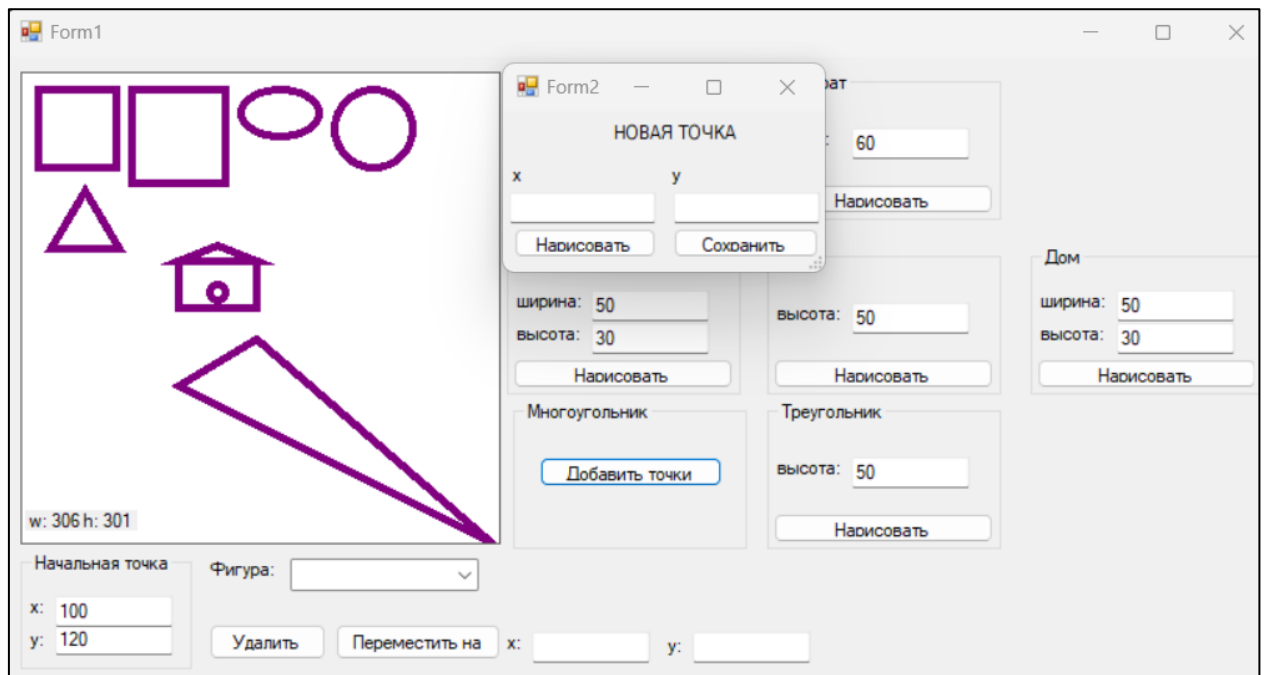 Form1
Form2
НОВАЯ ТОЧКА
x
y
Нарисовать
Сохранить
60
Нарисовать
ширина: 50
высота: 30
Нарисовать
высота: 50
Нарисовать
Дом
ширина: 50
высота: 30
Нарисовать
Многоугольник
Добавить точки
Треугольник
высота: 50
Нарисовать
w: 306 h: 301
Начальная точка
x: 100
y: 120
Фигура:
Удалить
Переместить на
x:
y: